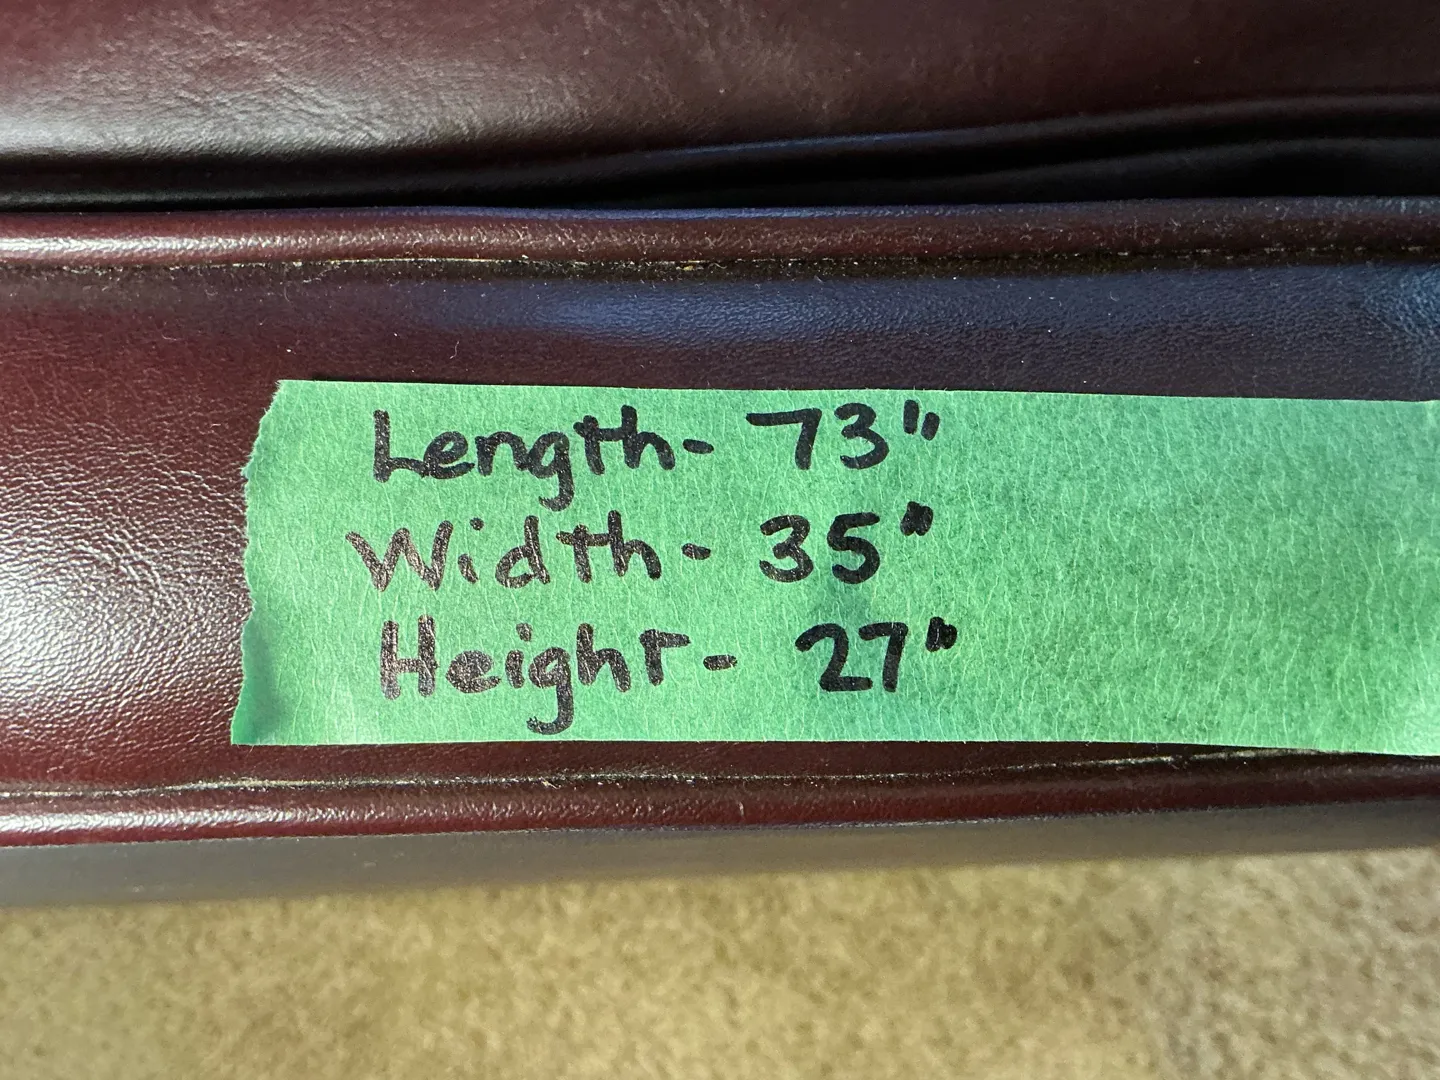 Length- 73"
Width- 35"
Height- 27"